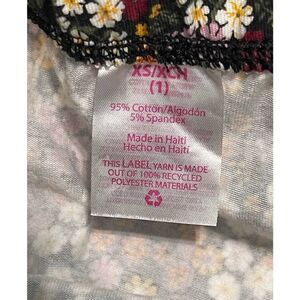 XS/XCH
(1)
95% Cotton/Algodón
5% Spandex
Made in Haiti
Hecho en Haití
THIS LABEL YARN IS MADE
OUT OF 100% RECYCLED
POLYESTER MATERIALS